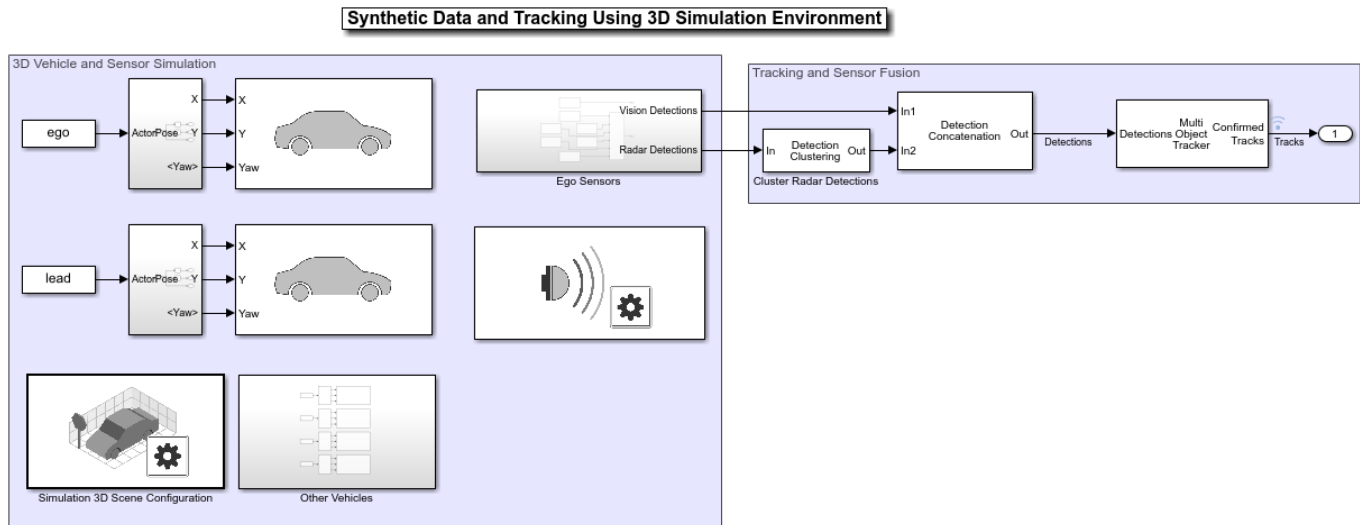 Synthetic Data and Tracking Using 3D Simulation Environment
3D Vehicle and Sensor Simulation
ego
ActorPose
X
Y
<Yaw>
X
Y
Yaw
Vision Detections
Radar Detections
Ego Sensors
lead
ActorPose
X
Y
<Yaw>
X
Y
Yaw
Simulation 3D Scene Configuration
Other Vehicles
Tracking and Sensor Fusion
In
Detection
Clustering
Out
Cluster Radar Detections
In1
In2
Detection
Concatenation
Out
Detections
Detections
Multi
Object
Tracker
Confirmed
Tracks
Tracks
1